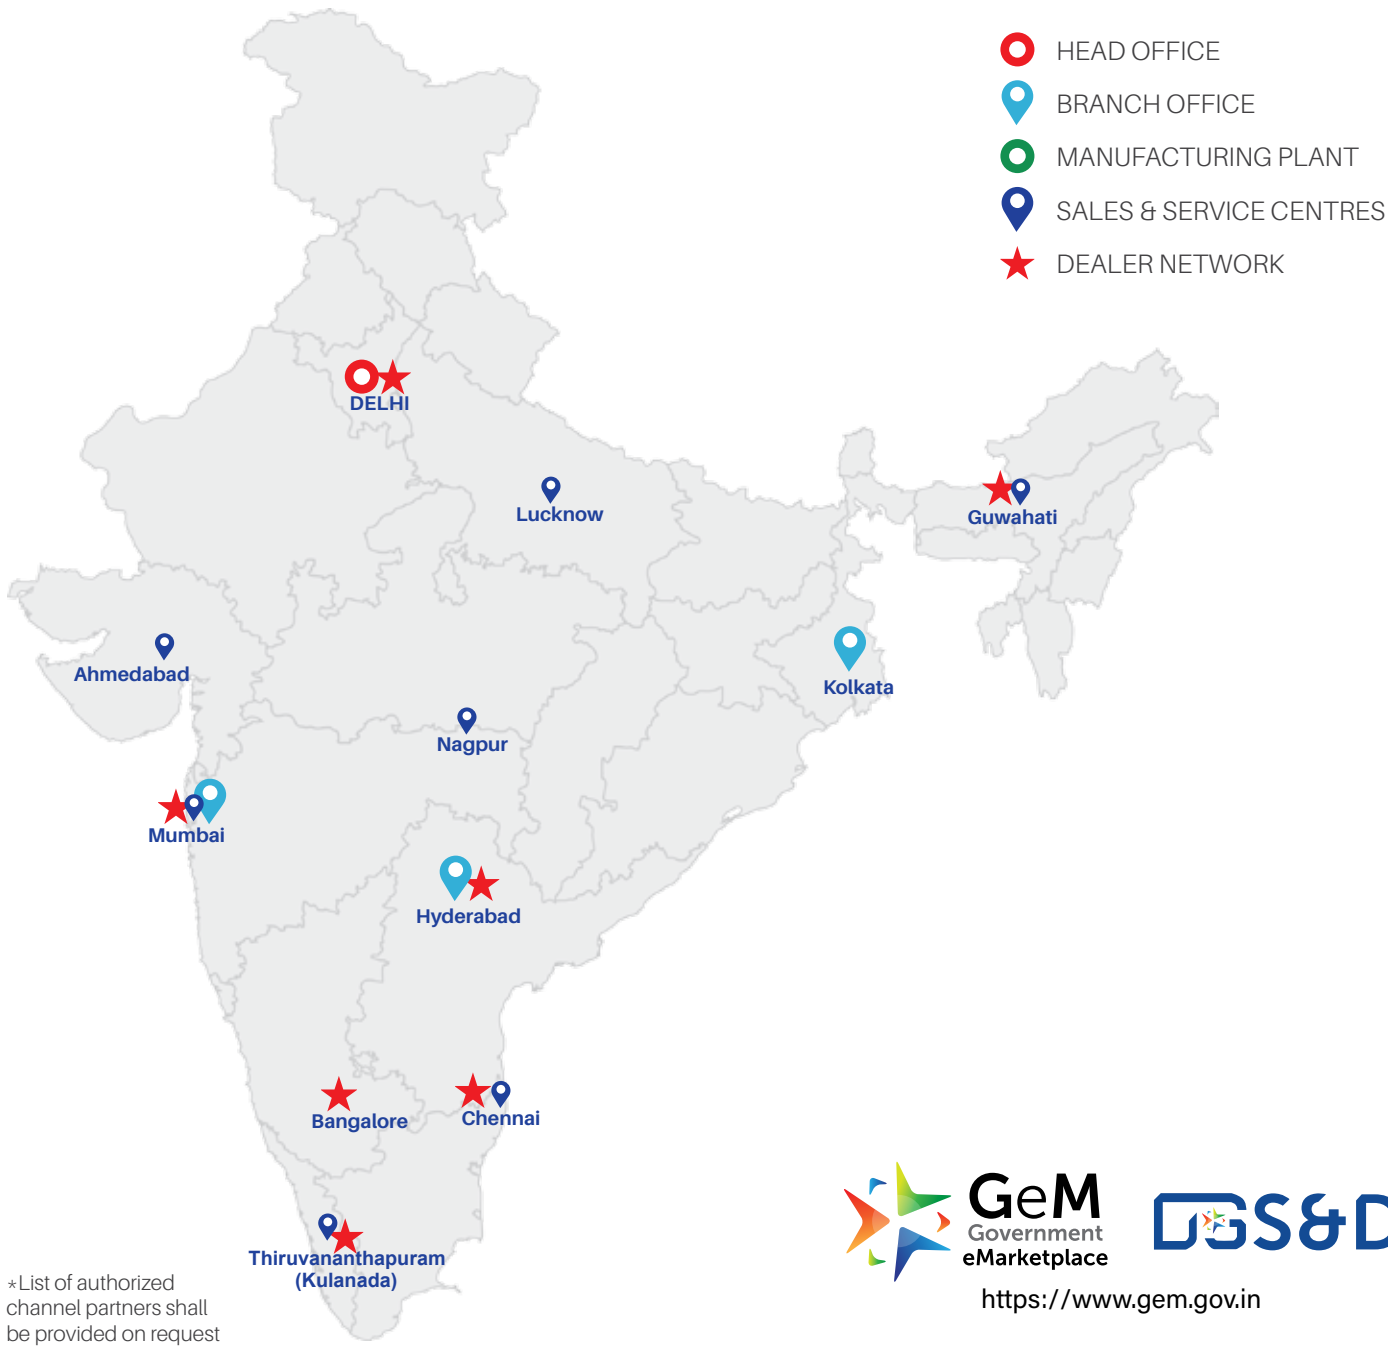 HEAD OFFICE
BRANCH OFFICE
MANUFACTURING PLANT
SALES & SERVICE CENTRES
DEALER NETWORK
DELHI
Lucknow
Guwahati
Ahmedabad
Kolkata
Nagpur
Mumbai
Hyderabad
Bangalore
Chennai
Thiruvananthapuram
(Kulanada)
*List of authorized
channel partners shall
be provided on request
GeM
Government
eMarketplace
https://www.gem.gov.in
DGS&D